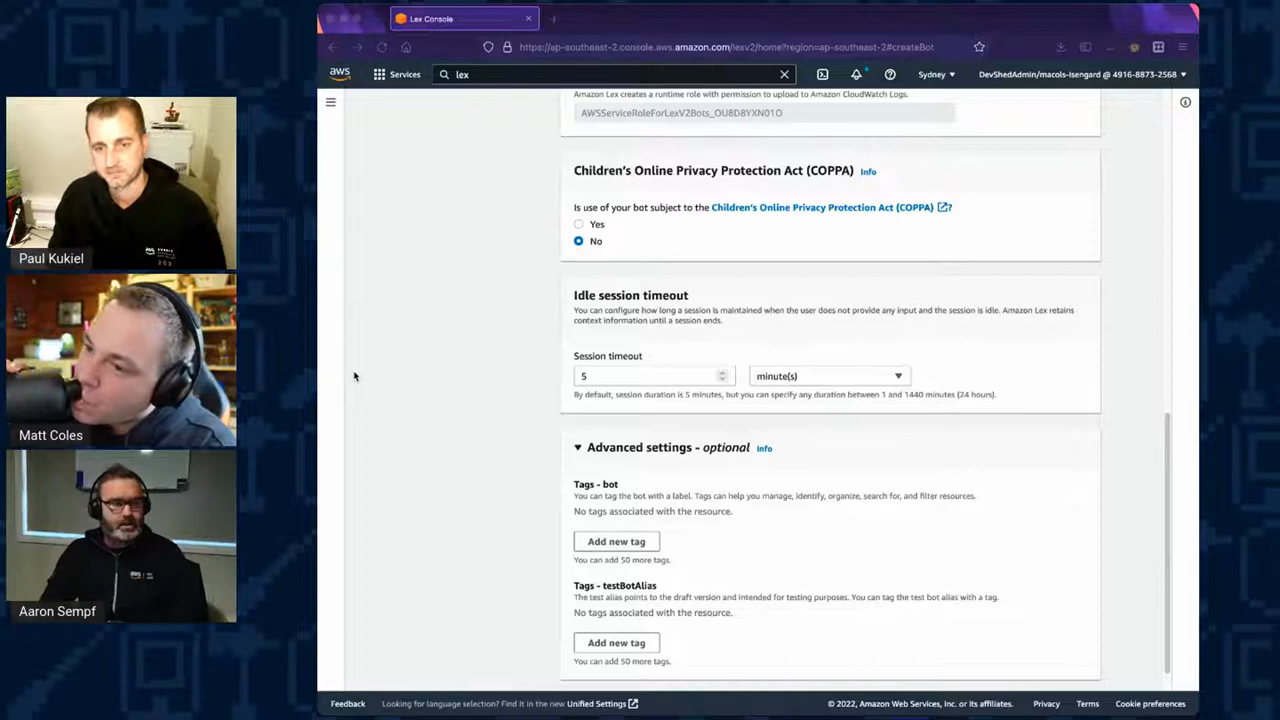 Lex Console
https://ap-southeast-2.console.aws.amazon.com/lexv2/home?region=ap-southeast-2#createBot
aws
Services
lex
Sydney
DevShedAdmin/macols-isengard @ 4916-8873-2568
Amazon Lex creates a runtime role with permission to upload to Amazon CloudWatch Logs.
AWSServiceRoleForLexV2Bots_OU8D8YXN01O
Children's Online Privacy Protection Act (COPPA) Info
Is use of your bot subject to the Children's Online Privacy Protection Act (COPPA) ?
Yes
No
Idle session timeout
You can configure how long a session is maintained when the user does not provide any input and the session is idle. Amazon Lex retains
context information until a session ends.
Session timeout
5
minute(s)
By default, session duration is 5 minutes, but you can specify any duration between 1 and 1440 minutes (24 hours).
Advanced settings - optional Info
Tags - bot
You can tag the bot with a label. Tags can help you manage, identify, organize, search for, and filter resources.
No tags associated with the resource.
Add new tag
You can add 50 more tags.
Tags - testBotAlias
The test alias points to the draft version and intended for testing purposes. You can tag the test bot alias with a tag.
No tags associated with the resource.
Add new tag
You can add 50 more tags.
Feedback
Looking for language selection? Find it in the new Unified Settings
© 2022, Amazon Web Services, Inc. or its affiliates.
Privacy
Terms
Cookie preferences
Paul Kukiel
Matt Coles
Aaron Sempf